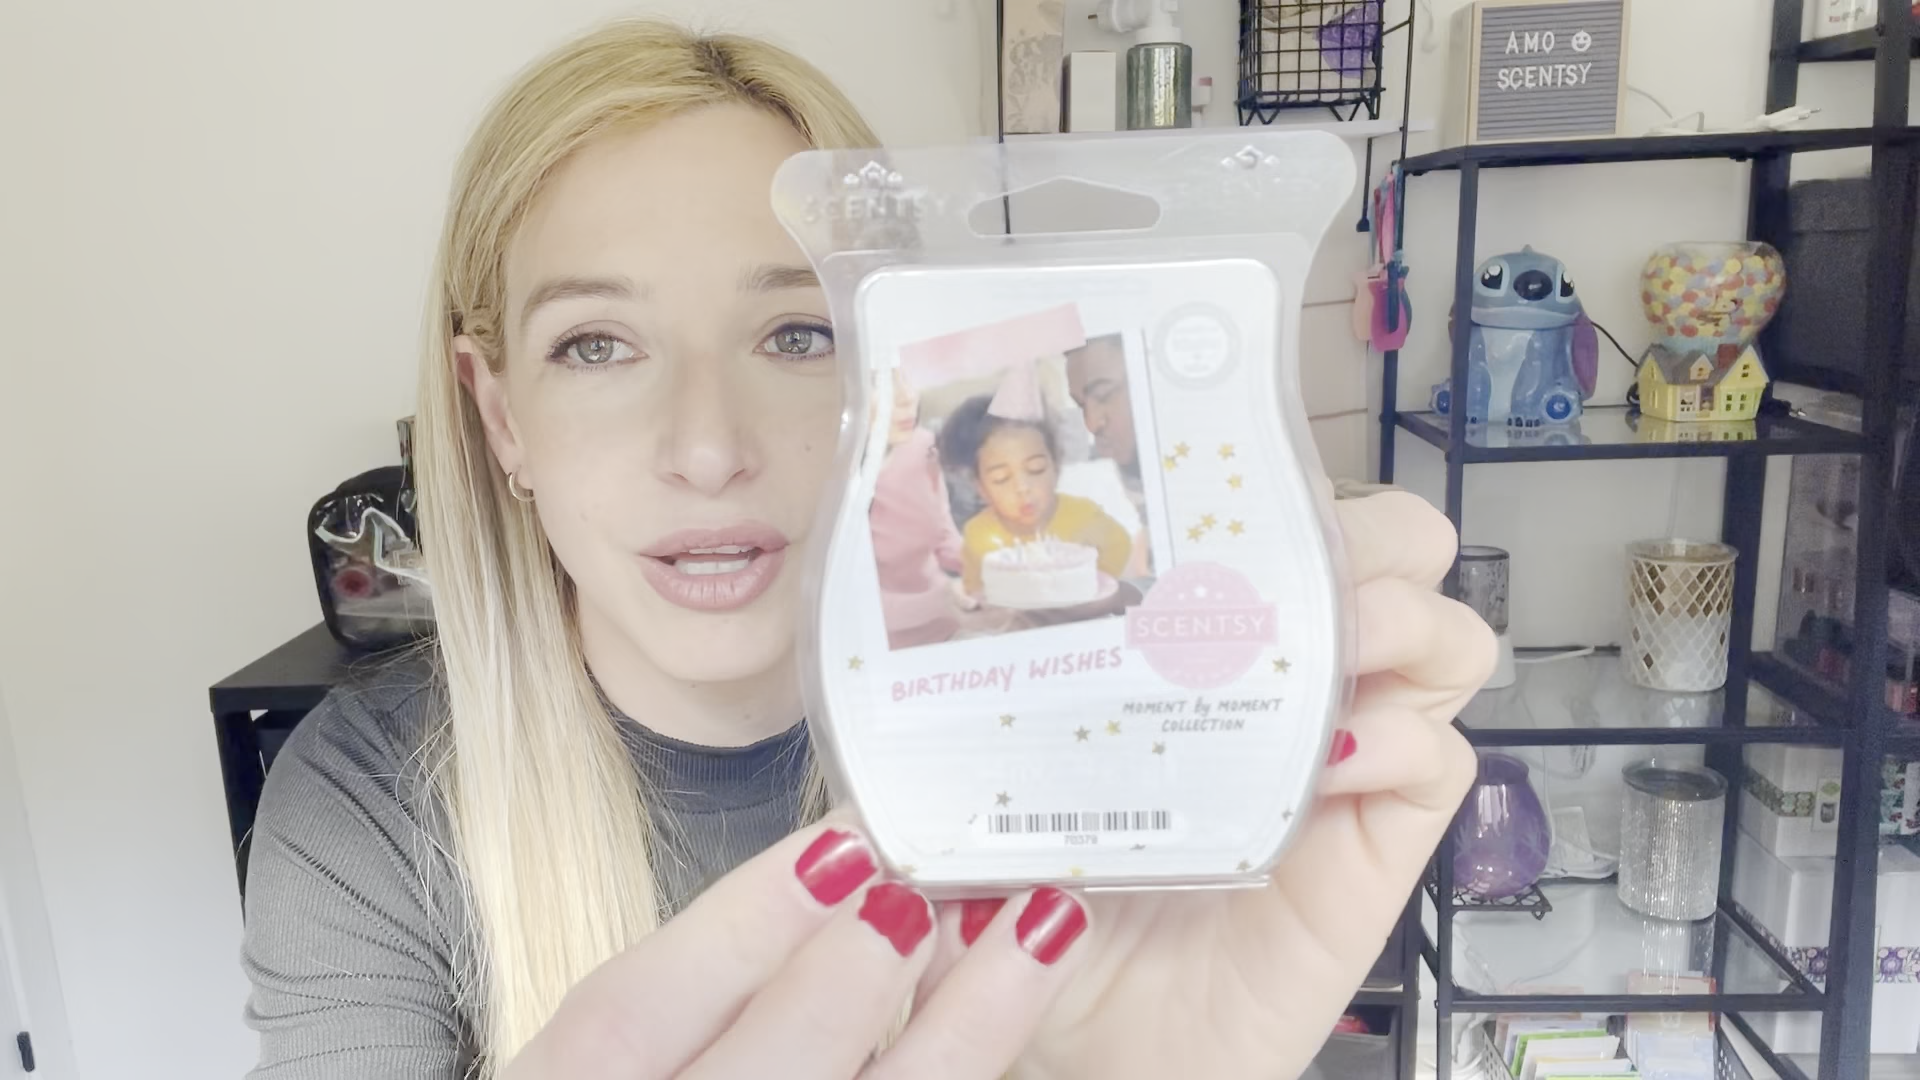 AMO
SCENTSY
SCENTSY
SCENTSY
BIRTHDAY WISHES
MOMENT by MOMENT
COLLECTION